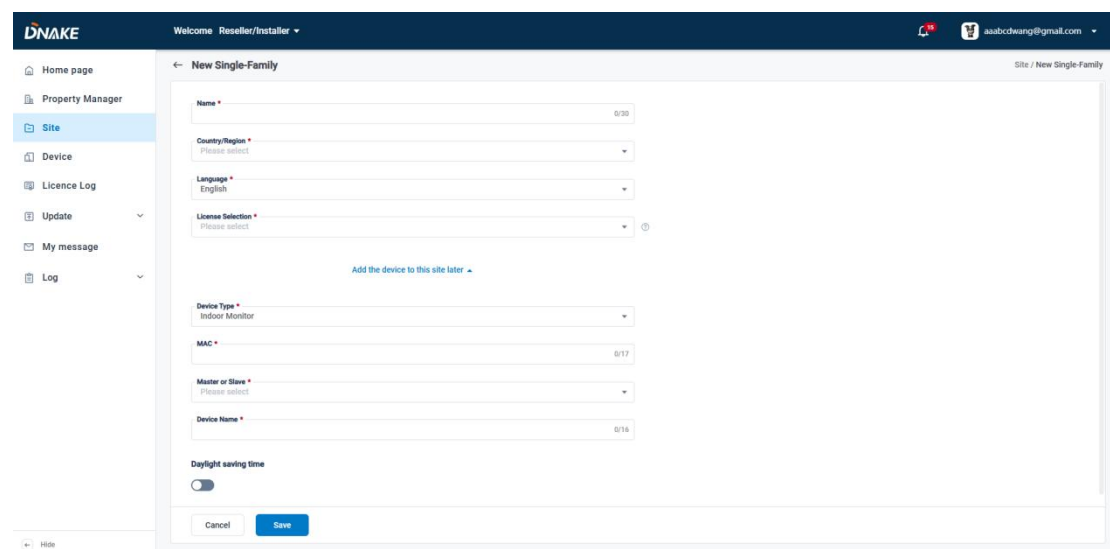 DNAKE
Welcome Reseller/Installer
15
aaabcdwang@gmail.com
Home page
Property Manager
Site
Device
Licence Log
Update
My message
Log
Hide
New Single-Family
Site / New Single-Family
Name *
0/30
Country/Region *
Please select
Language *
English
License Selection *
Please select
Add the device to this site later
Device Type *
Indoor Monitor
MAC *
0/17
Master or Slave *
Please select
Device Name *
0/16
Daylight saving time
Cancel
Save